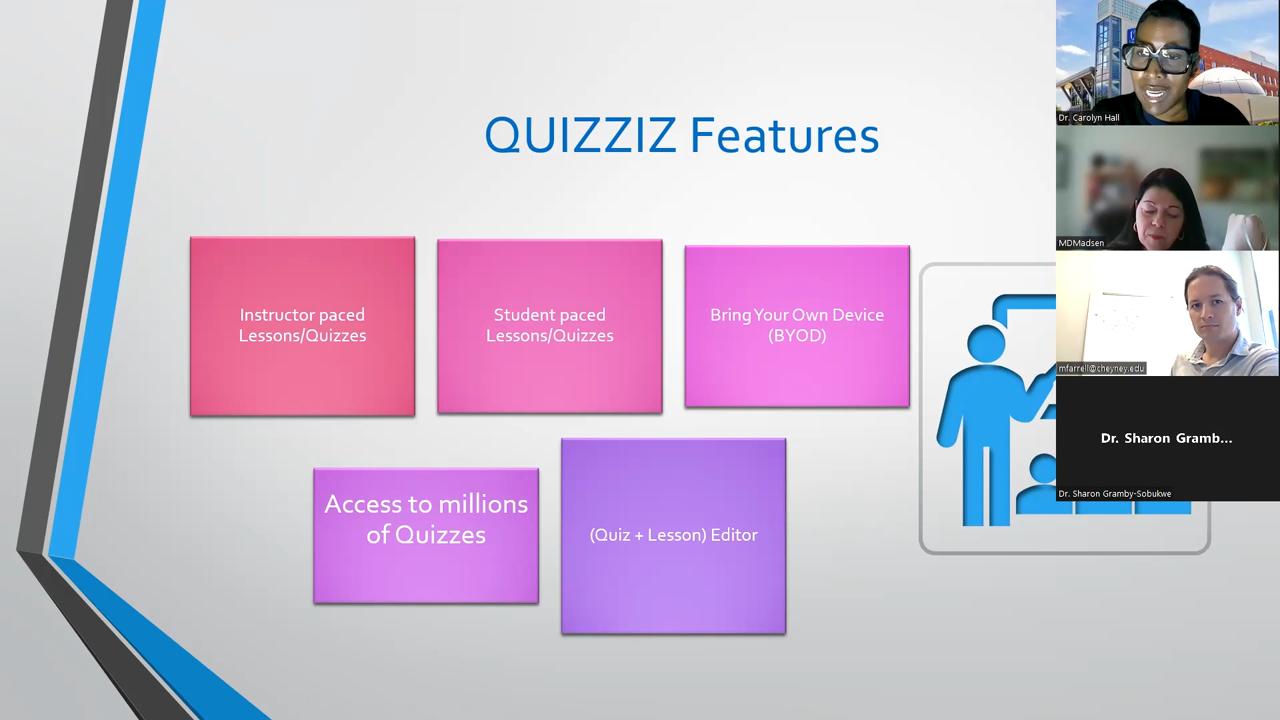 QUIZZIZ Features
Instructor paced
Lessons/Quizzes
Student paced
Lessons/Quizzes
Bring Your Own Device
(BYOD)
Access to millions
of Quizzes
(Quiz + Lesson) Editor
Dr. Carolyn Hall
MDMadsen
mfarrell@cheyney.edu
Dr. Sharon Gramb...
Dr. Sharon Gramby-Sobukwe